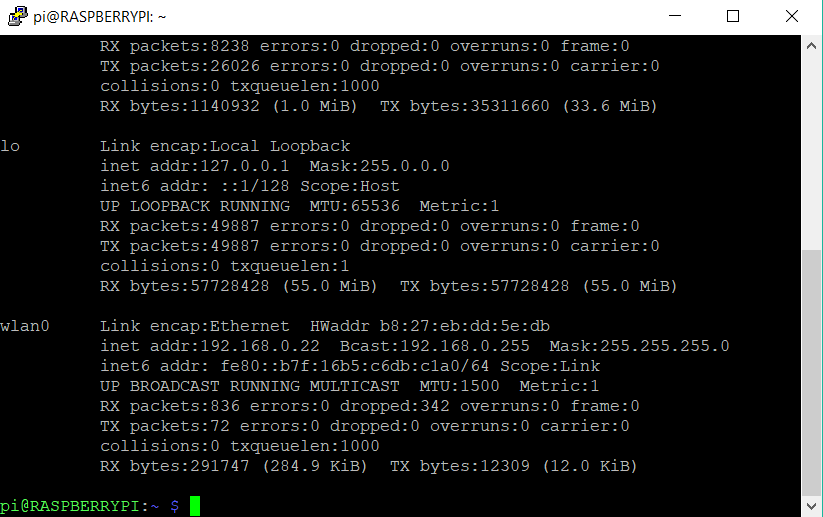 pi@RASPBERRYPI: ~
RX packets:8238 errors:0 dropped:0 overruns:0 frame:0
TX packets:26026 errors:0 dropped:0 overruns:0 carrier:0
collisions:0 txqueuelen:1000
RX bytes:1140932 (1.0 MiB)  TX bytes:35311660 (33.6 MiB)
lo        Link encap:Local Loopback
inet addr:127.0.0.1  Mask:255.0.0.0
inet6 addr: ::1/128 Scope:Host
UP LOOPBACK RUNNING  MTU:65536  Metric:1
RX packets:49887 errors:0 dropped:0 overruns:0 frame:0
TX packets:49887 errors:0 dropped:0 overruns:0 carrier:0
collisions:0 txqueuelen:1
RX bytes:57728428 (55.0 MiB)  TX bytes:57728428 (55.0 MiB)
wlan0     Link encap:Ethernet  HWaddr b8:27:eb:dd:5e:db
inet addr:192.168.0.22  Bcast:192.168.0.255  Mask:255.255.255.0
inet6 addr: fe80::b7f:16b5:c6db:c1a0/64 Scope:Link
UP BROADCAST RUNNING MULTICAST  MTU:1500  Metric:1
RX packets:836 errors:0 dropped:342 overruns:0 frame:0
TX packets:72 errors:0 dropped:0 overruns:0 carrier:0
collisions:0 txqueuelen:1000
RX bytes:291747 (284.9 KiB)  TX bytes:12309 (12.0 KiB)
pi@RASPBERRYPI:~ $